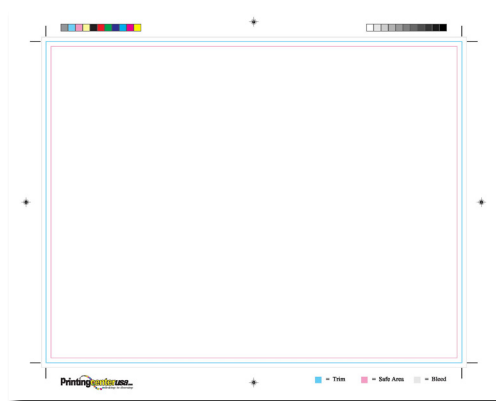 Printingcenterusa
= Trim
= Safe Area
= Bleed